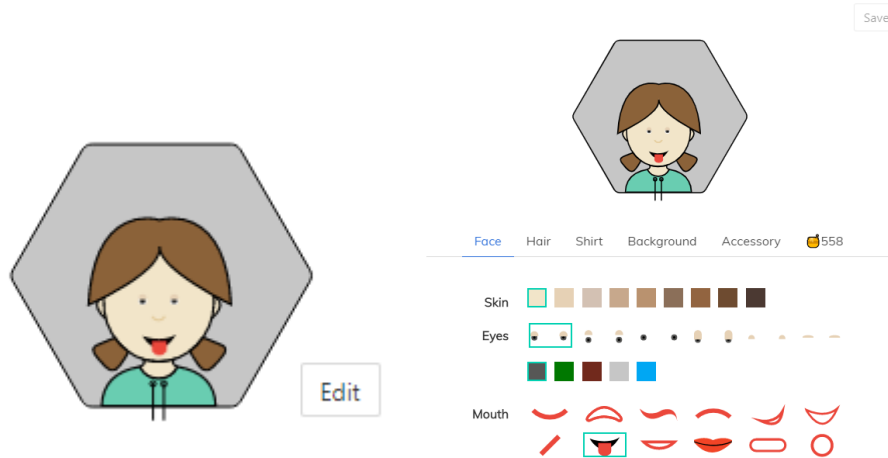 Save
Edit
Face Hair Shirt Background Accessory 558
Skin
Eyes
Mouth